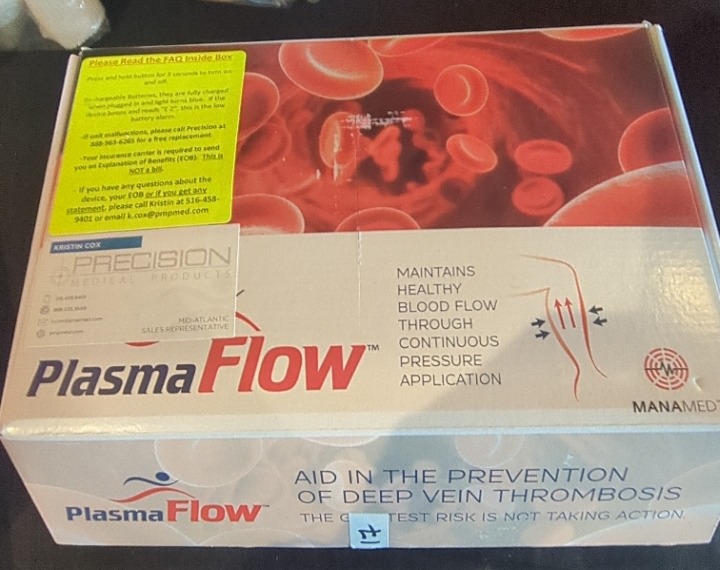 Please Read the FAQ Inside Box
Press and hold button for 3 seconds to turn on
and off.
Rechargeable Batteries, they are fully charged
when plugged in and light turns blue. If the
device beeps and reads "E 2", this is the low
battery alarm.
-If unit malfunctions, please call Precision at
888-963-6265 for a free replacement
-Your insurance carrier is required to send
you an Explanation of Benefits (EOB). This is
NOT a bill.
- If you have any questions about the
device, your EOB or if you get any
statement, please call Kristin at 516-458-
9401 or email k.cox@pmpmed.com
KRISTIN COX
PRECISION
MEDICAL PRODUCTS
pmpmed.com
MID-ATLANTIC
SALES REPRESENTATIVE
PlasmaFlow™
MAINTAINS
HEALTHY
BLOOD FLOW
THROUGH
CONTINUOUS
PRESSURE
APPLICATION
MANAMED
PlasmaFlow™
AID IN THE PREVENTION
OF DEEP VEIN THROMBOSIS
THE G TEST RISK IS NOT TAKING ACTION.